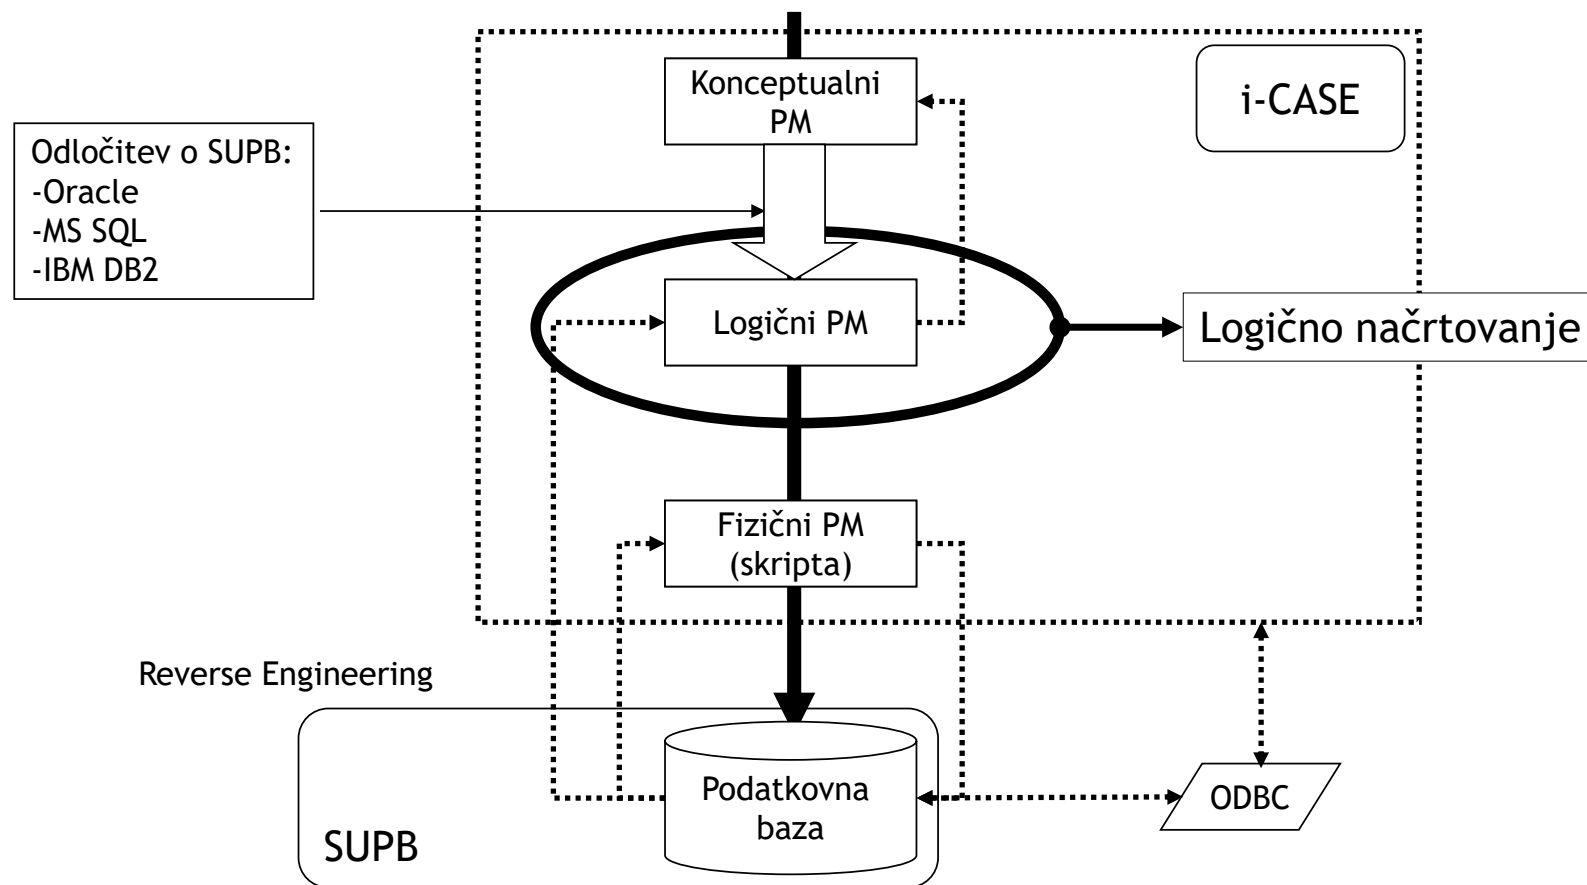 Konceptualni
PM
i-CASE
Odločitev o SUPB:
-Oracle
-MS SQL
-IBM DB2
Logični PM
Logično načrtovanje
Fizični PM
(skripta)
Reverse Engineering
Podatkovna
baza
ODBC
SUPB